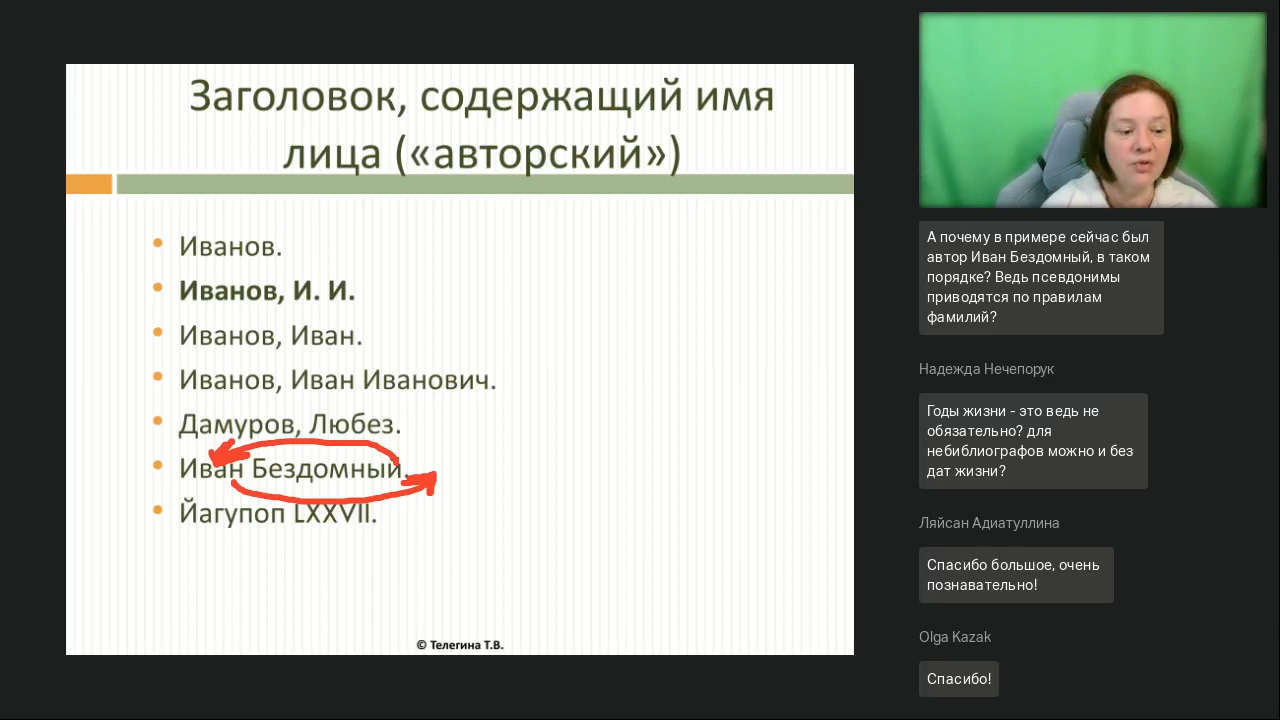 Заголовок, содержащий имя
лица («авторский»)
Иванов.
Иванов, И. И.
Иванов, Иван.
Иванов, Иван Иванович.
Дамуров, Любез.
Иван Бездомный.
Йагупоп LXXVII.
© Телегина Т.В.
А почему в примере сейчас был
автор Иван Бездомный, в таком
порядке? Ведь псевдонимы
приводятся по правилам
фамилий?
Надежда Нечепорук
Годы жизни - это ведь не
обязательно? для
небиблиографов можно и без
дат жизни?
Ляйсан Адиатуллина
Спасибо большое, очень
познавательно!
Olga Kazak
Спасибо!